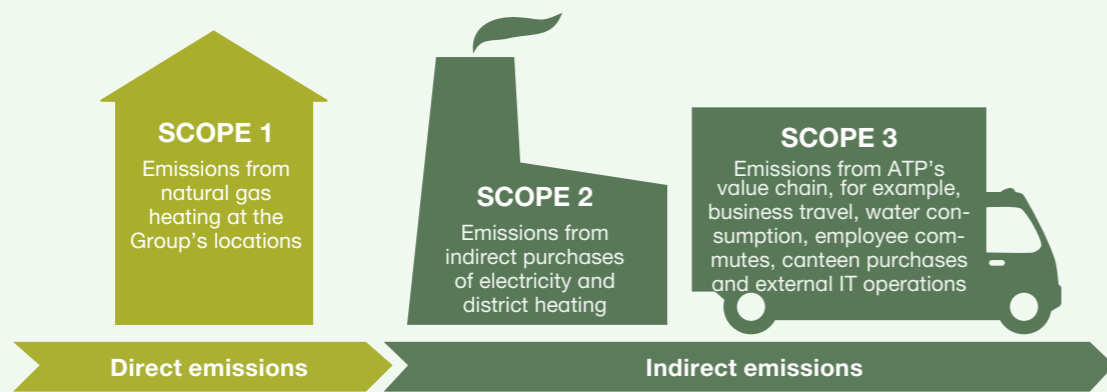 SCOPE 1
Emissions from
natural gas
heating at the
Group's locations
SCOPE 2
Emissions from
indirect purchases
of electricity and
district heating
SCOPE 3
Emissions from ATP's
value chain, for example,
business travel, water con-
sumption, employee com-
mutes, canteen purchases
and external IT operations
Direct emissions
Indirect emissions